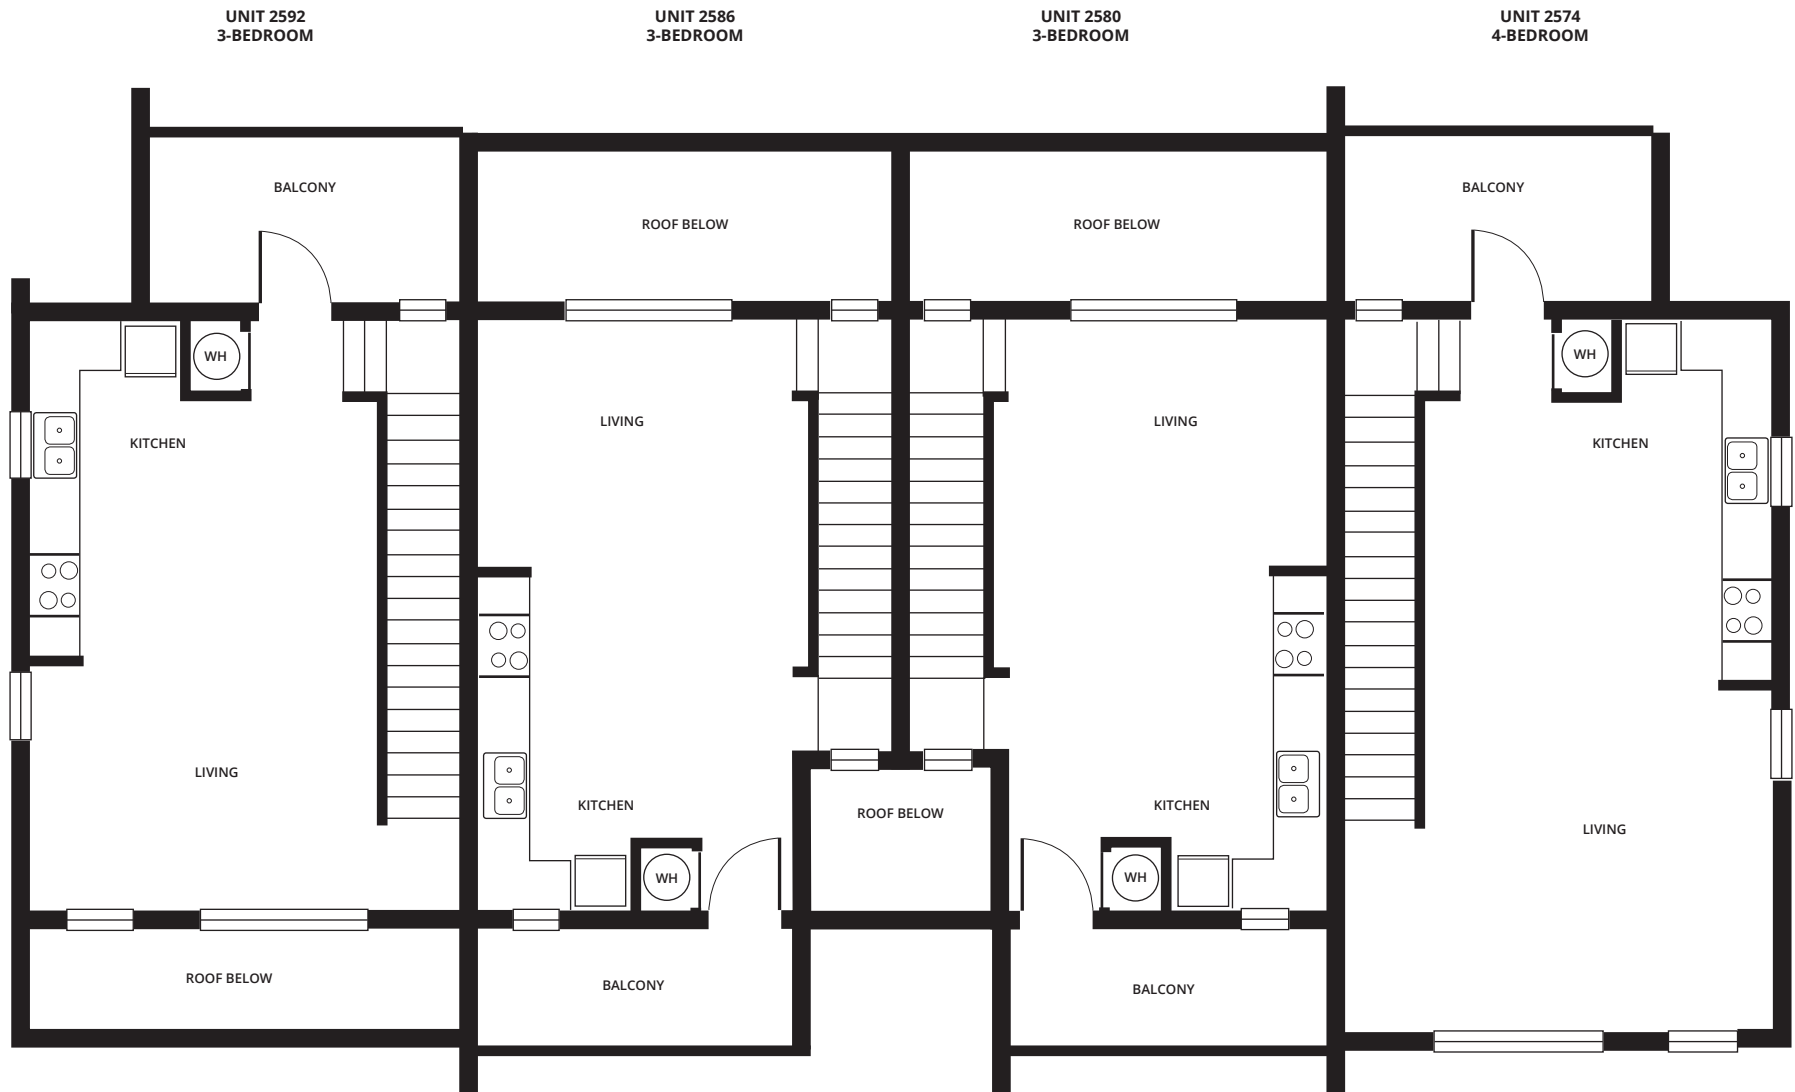 UNIT 2592
3-BEDROOM
UNIT 2586
3-BEDROOM
UNIT 2580
3-BEDROOM
UNIT 2574
4-BEDROOM
BALCONY
BALCONY
ROOF BELOW
ROOF BELOW
WH
WH
LIVING
LIVING
KITCHEN
KITCHEN
LIVING
KITCHEN
KITCHEN
ROOF BELOW
LIVING
WH
WH
ROOF BELOW
BALCONY
BALCONY